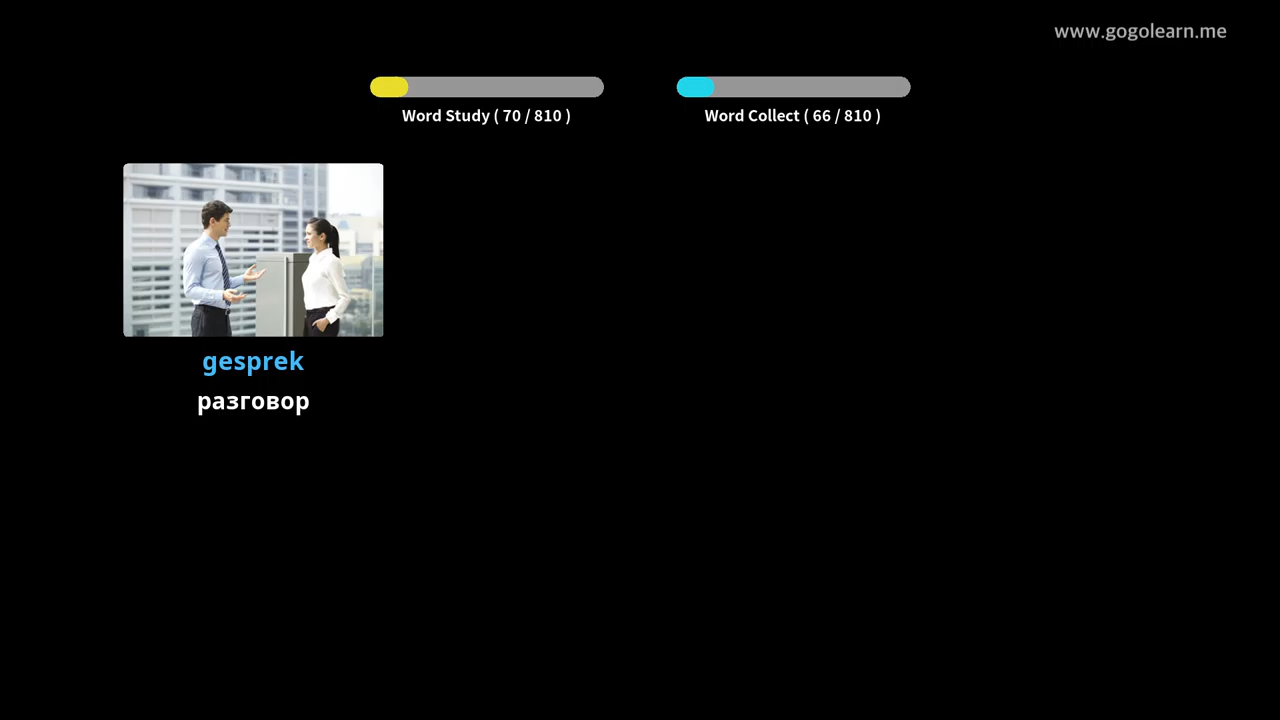 www.gogolearn.me
Word Study ( 70 / 810 )
Word Collect ( 66 / 810 )
gesprek
разговор